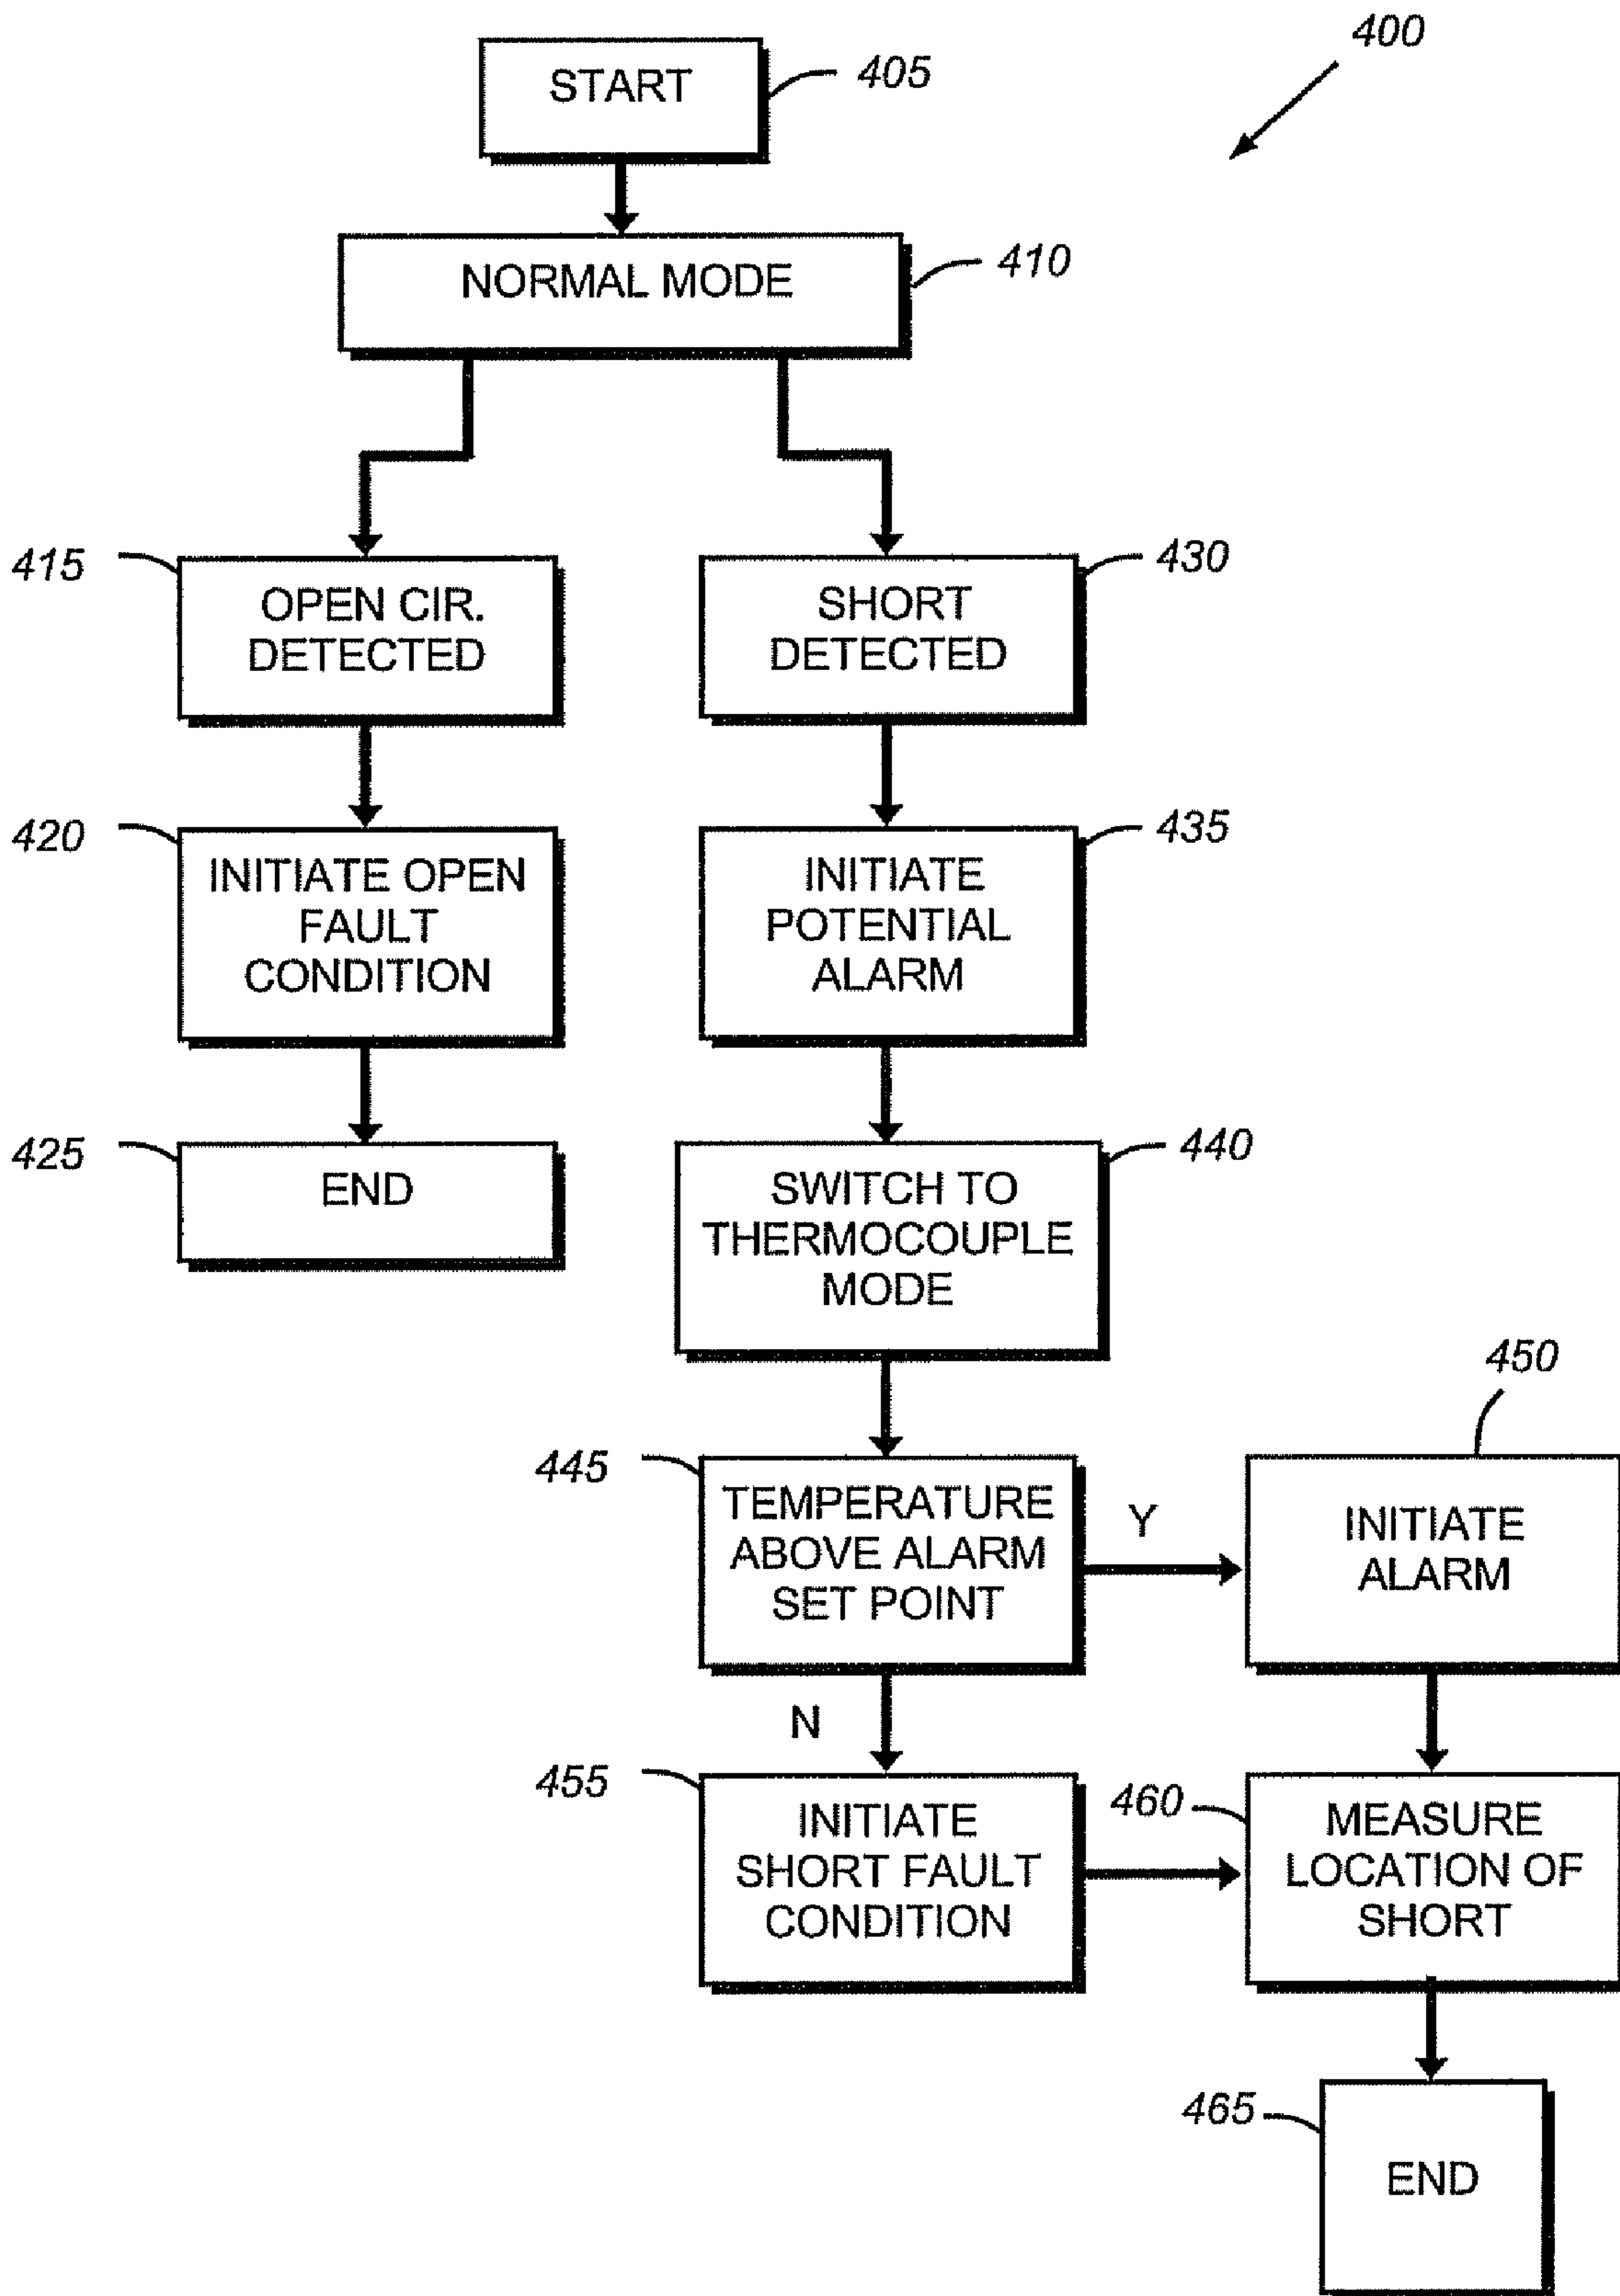 400
START
405
NORMAL MODE
410
415
OPEN CIR.
DETECTED
SHORT
DETECTED
430
420
INITIATE OPEN
FAULT
CONDITION
INITIATE
POTENTIAL
ALARM
435
425
END
SWITCH TO
THERMOCOUPLE
MODE
440
445
TEMPERATURE
ABOVE ALARM
SET POINT
Y
450
INITIATE
ALARM
N
455
INITIATE
SHORT FAULT
CONDITION
460
MEASURE
LOCATION OF
SHORT
465
END